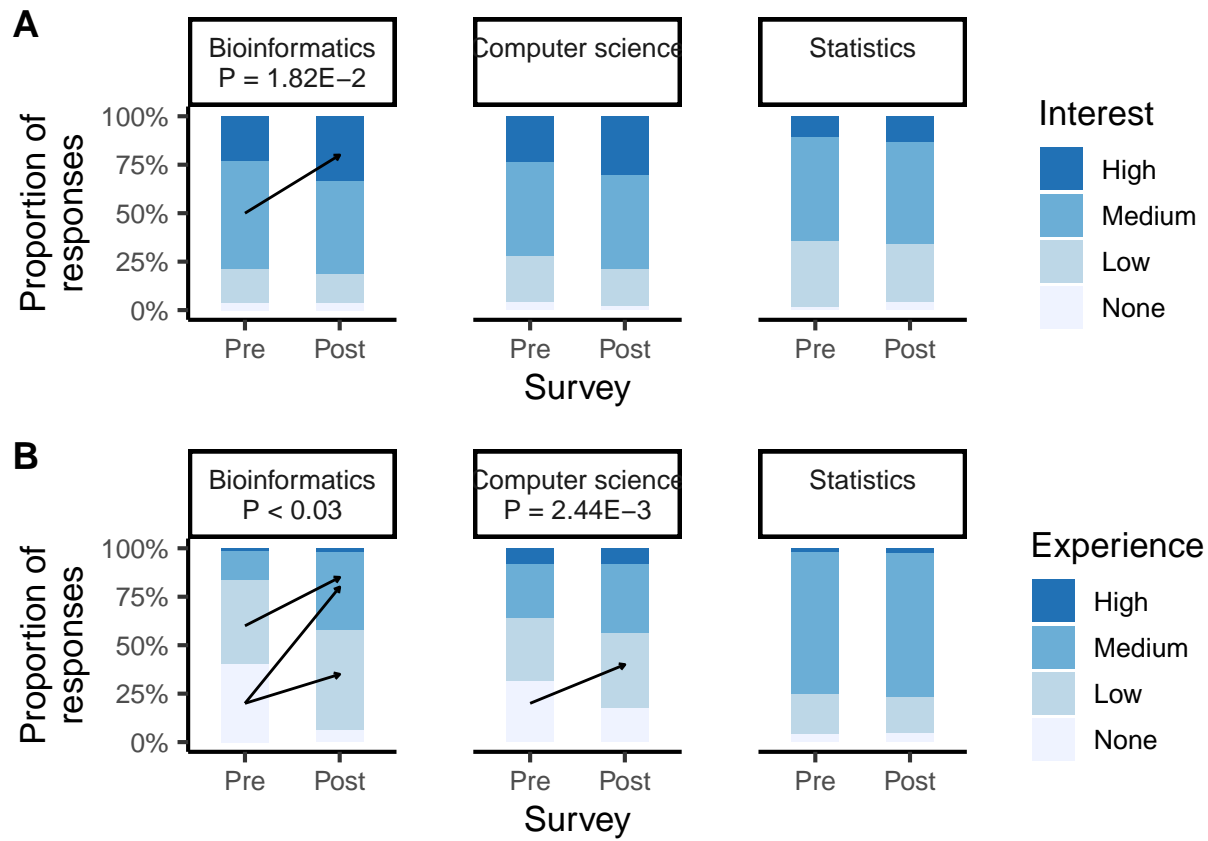 A
Bioinformatics
P = 1.82E−2
Computer science
Statistics
Proportion of
responses
100%
75%
50%
25%
0%
Pre
Post
Pre
Post
Pre
Post
Survey
Interest
High
Medium
Low
None
B
Bioinformatics
P < 0.03
Computer science
P = 2.44E−3
Statistics
Proportion of
responses
100%
75%
50%
25%
0%
Pre
Post
Pre
Post
Pre
Post
Survey
Experience
High
Medium
Low
None